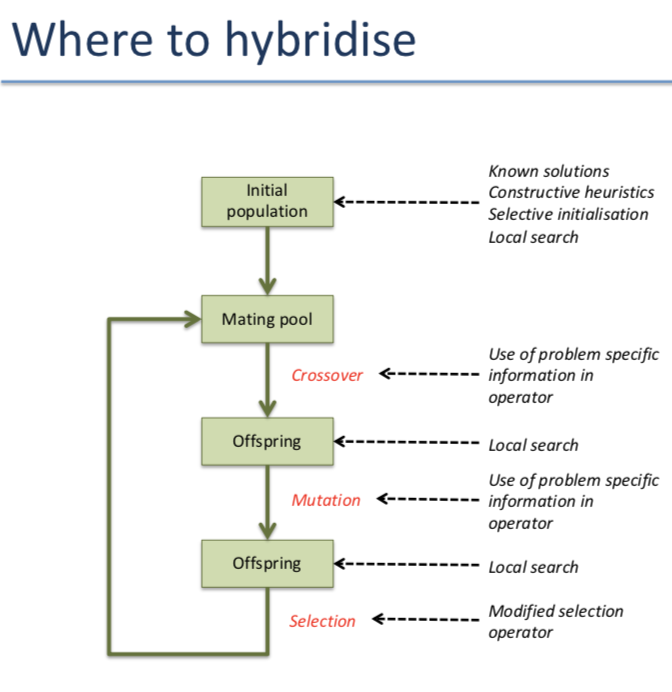 Where to hybridise
Initial
population
Known solutions
Constructive heuristics
Selective initialisation
Local search
Mating pool
Crossover
Use of problem specific
information in
operator
Offspring
Local search
Mutation
Use of problem specific
information in
operator
Offspring
Local search
Selection
Modified selection
operator